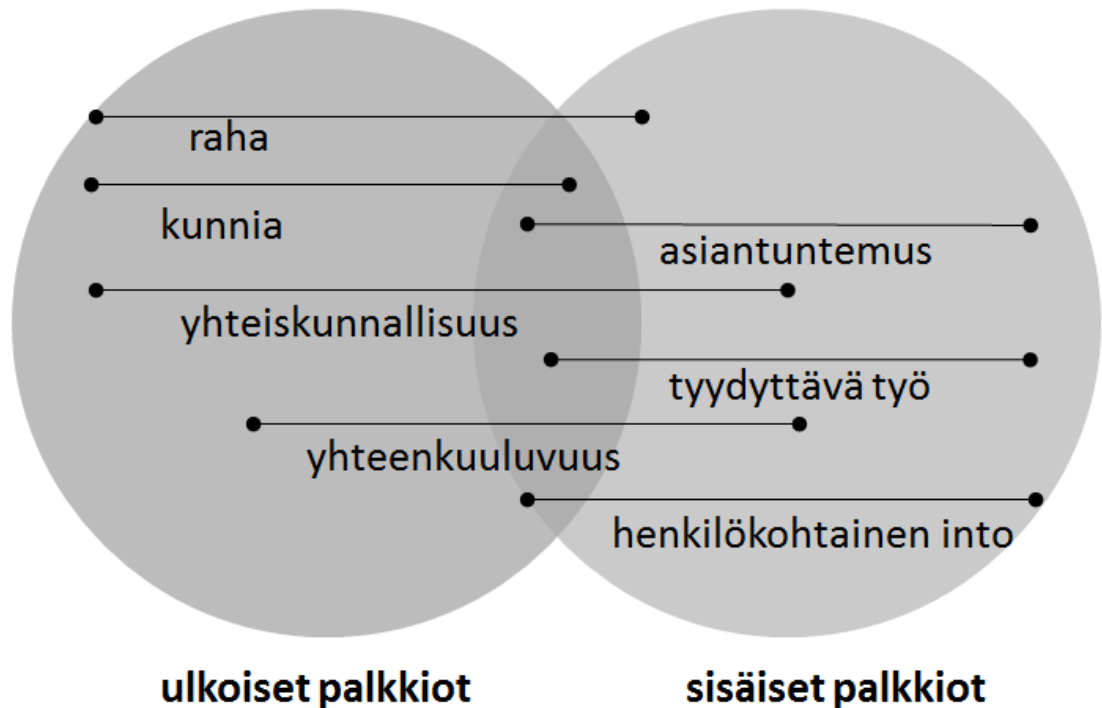 raha
kunnia
asiantuntemus
yhteiskunnallisuus
tyydyttävä työ
yhteenkuuluvuus
henkilökohtainen into
ulkoiset palkkiot
sisäiset palkkiot